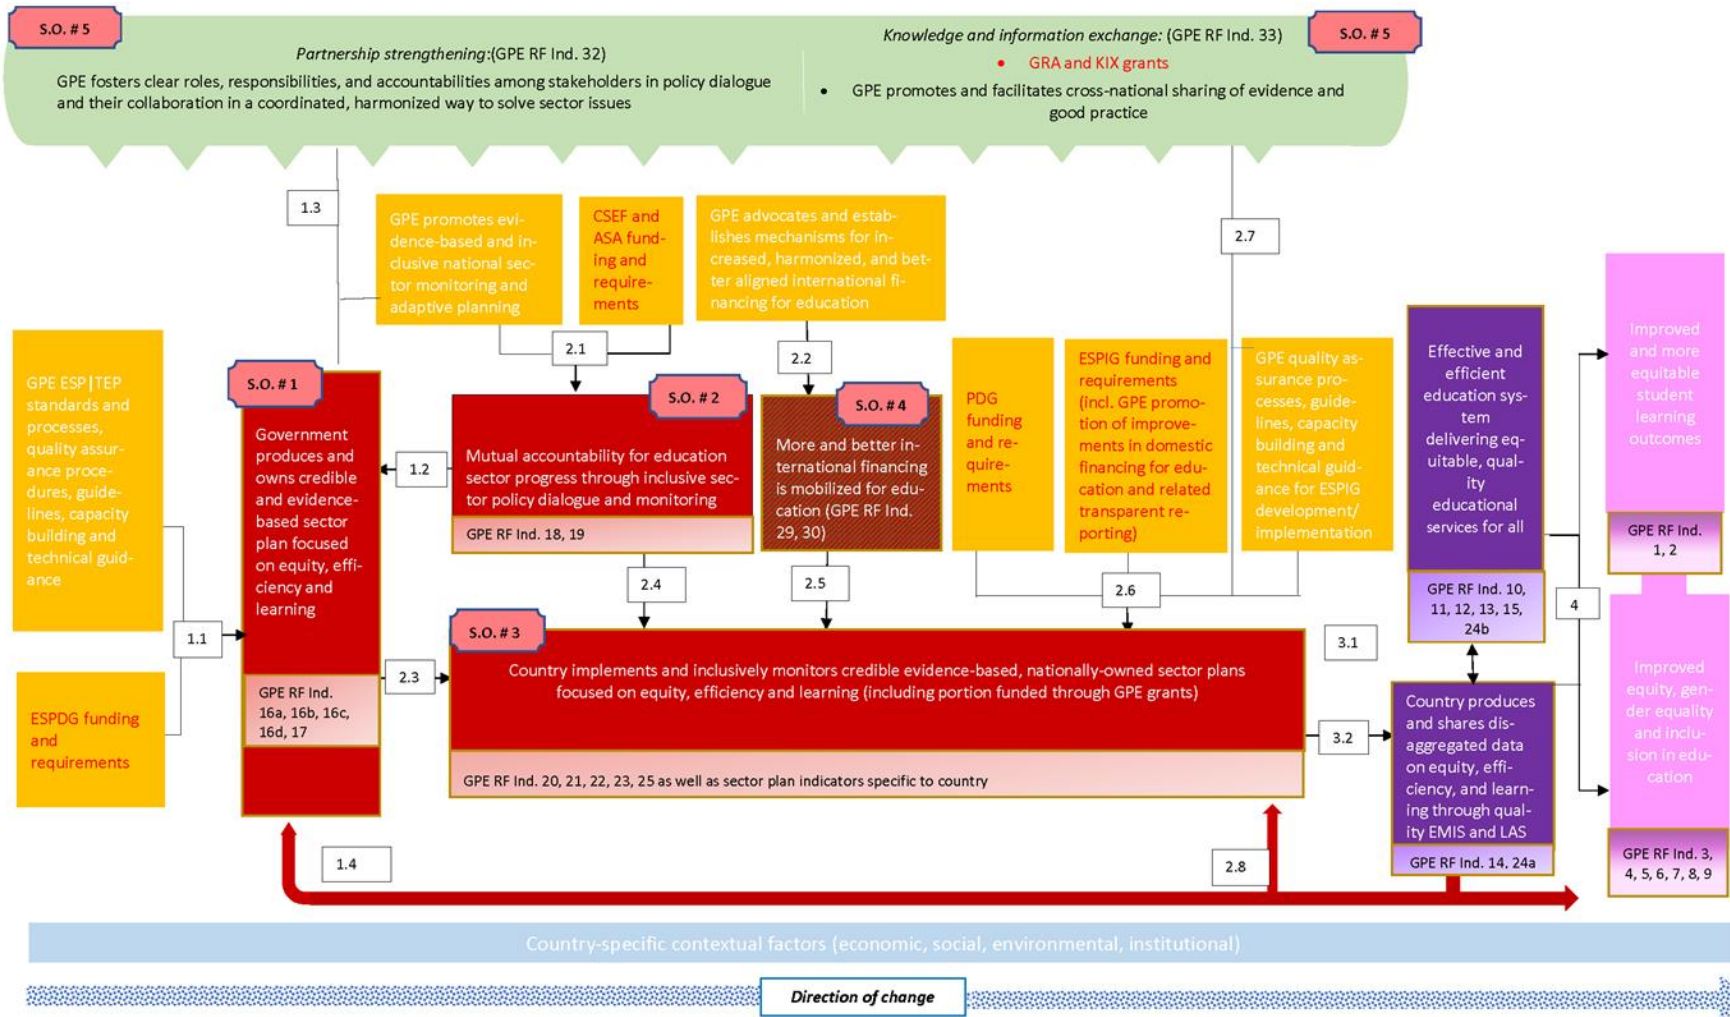 S.O. # 5
Partnership strengthening:(GPE RF Ind. 32)
GPE fosters clear roles, responsibilities, and accountabilities among stakeholders in policy dialogue
and their collaboration in a coordinated, harmonized way to solve sector issues
Knowledge and information exchange: (GPE RF Ind. 33)
• GRA and KIX grants
• GPE promotes and facilitates cross-national sharing of evidence and
good practice
S.O. # 5
1.3
GPE promotes evi-
dence-based and in-
clusive national sec-
tor monitoring and
adaptive planning
CSEF and
ASA fund-
ing and
require-
ments
GPE advocates and estab-
lishes mechanisms for in-
creased, harmonized, and bet-
ter aligned international fi-
nancing for education
2.7
2.1
2.2
GPE ESP|TEP
standards and
processes,
quality assur-
ance proce-
dures, guide-
lines, capacity
building and
technical guid-
ance
ESPDG funding
and
requirements
1.1
S.O. # 1
Government
produces and
owns credible
and evidence-
based sector
plan focused
on equity, effi-
ciency and
learning
GPE RF Ind.
16a, 16b, 16c,
16d, 17
1.2
S.O. # 2
Mutual accountability for education
sector progress through inclusive sec-
tor policy dialogue and monitoring
GPE RF Ind. 18, 19
S.O. # 4
More and better in-
ternational financing
is mobilized for edu-
cation (GPE RF Ind.
29, 30)
PDG
funding
and re-
quire-
ments
ESPIG funding and
requirements
(incl. GPE promo-
tion of improve-
ments in domestic
financing for edu-
cation and related
transparent re-
porting)
GPE quality as-
surance pro-
cesses, guide-
lines, capacity
building and
technical guid-
ance for ESPIG
development/
implementation
2.4
2.5
2.6
2.3
S.O. # 3
Country implements and inclusively monitors credible evidence-based, nationally-owned sector plans
focused on equity, efficiency and learning (including portion funded through GPE grants)
GPE RF Ind. 20, 21, 22, 23, 25 as well as sector plan indicators specific to country
3.1
3.2
Effective and
efficient
education sys-
tem
delivering eq-
uitable, qual-
ity
educational
services for all
GPE RF Ind. 10,
11, 12, 13, 15,
24b
Country produces
and shares dis-
aggregated data
on equity, effi-
ciency, and learn-
ing through qual-
ity EMIS and LAS
GPE RF Ind. 14, 24a
4
Improved
and more
equitable
student
learning
outcomes
GPE RF Ind.
1, 2
Improved
equity, gen-
der equality
and inclu-
sion in edu-
cation
GPE RF Ind. 3,
4, 5, 6, 7, 8, 9
1.4
2.8
Country-specific contextual factors (economic, social, environmental, institutional)
Direction of change